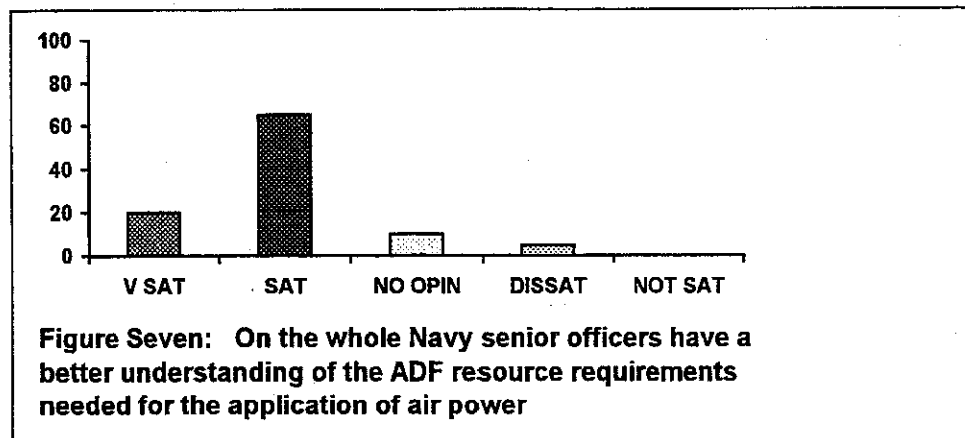 100
80
60
40
20
0
V SAT SAT NO OPIN DISSAT NOT SAT
Figure Seven: On the whole Navy senior officers have a
better understanding of the ADF resource requirements
needed for the application of air power